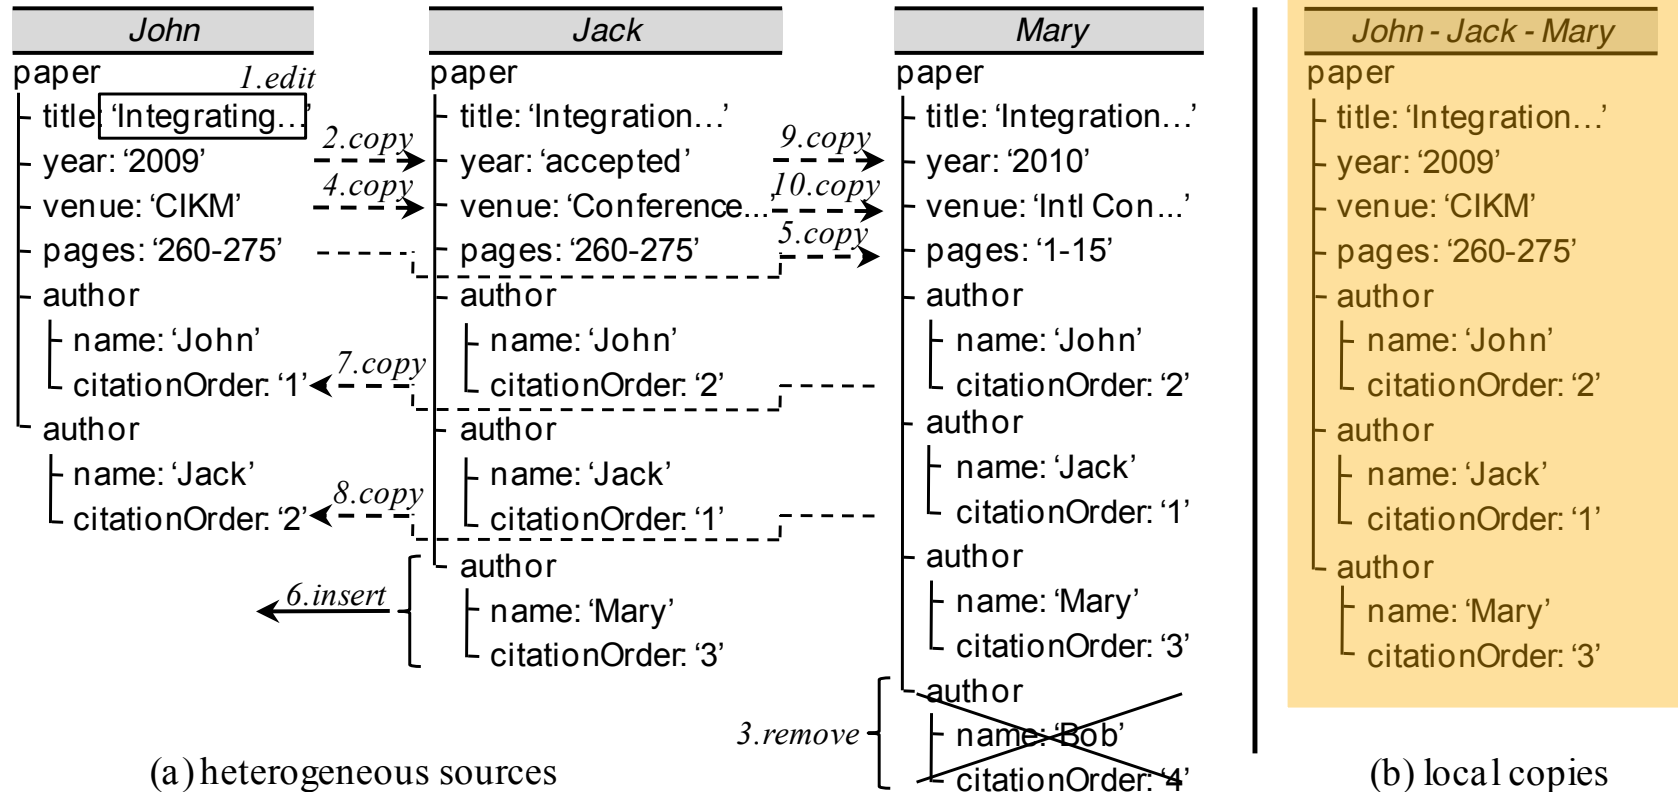 John
paper
1.edit
title: ‘Integrating...’
year: ‘2009’
venue: ‘CIKM’
pages: ‘260-275’
author
name: ‘John’
citationOrder: ‘1’
author
name: ‘Jack’
citationOrder: ‘2’
2.copy
4.copy
7.copy
8.copy
6.insert
Jack
paper
title: ‘Integration...’
year: ‘accepted’
venue: ‘Conference...’
pages: ‘260-275’
author
name: ‘John’
citationOrder: ‘2’
author
name: ‘Jack’
citationOrder: ‘1’
author
name: ‘Mary’
citationOrder: ‘3’
9.copy
10.copy
5.copy
3.remove
Mary
paper
title: ‘Integration...’
year: ‘2010’
venue: ‘Intl Con...’
pages: ‘1-15’
author
name: ‘John’
citationOrder: ‘2’
author
name: ‘Jack’
citationOrder: ‘1’
author
name: ‘Mary’
citationOrder: ‘3’
author
name: ‘Bob’
citationOrder: ‘4’
(a) heterogeneous sources
John - Jack - Mary
paper
title: ‘Integration...’
year: ‘2009’
venue: ‘CIKM’
pages: ‘260-275’
author
name: ‘John’
citationOrder: ‘2’
author
name: ‘Jack’
citationOrder: ‘1’
author
name: ‘Mary’
citationOrder: ‘3’
(b) local copies